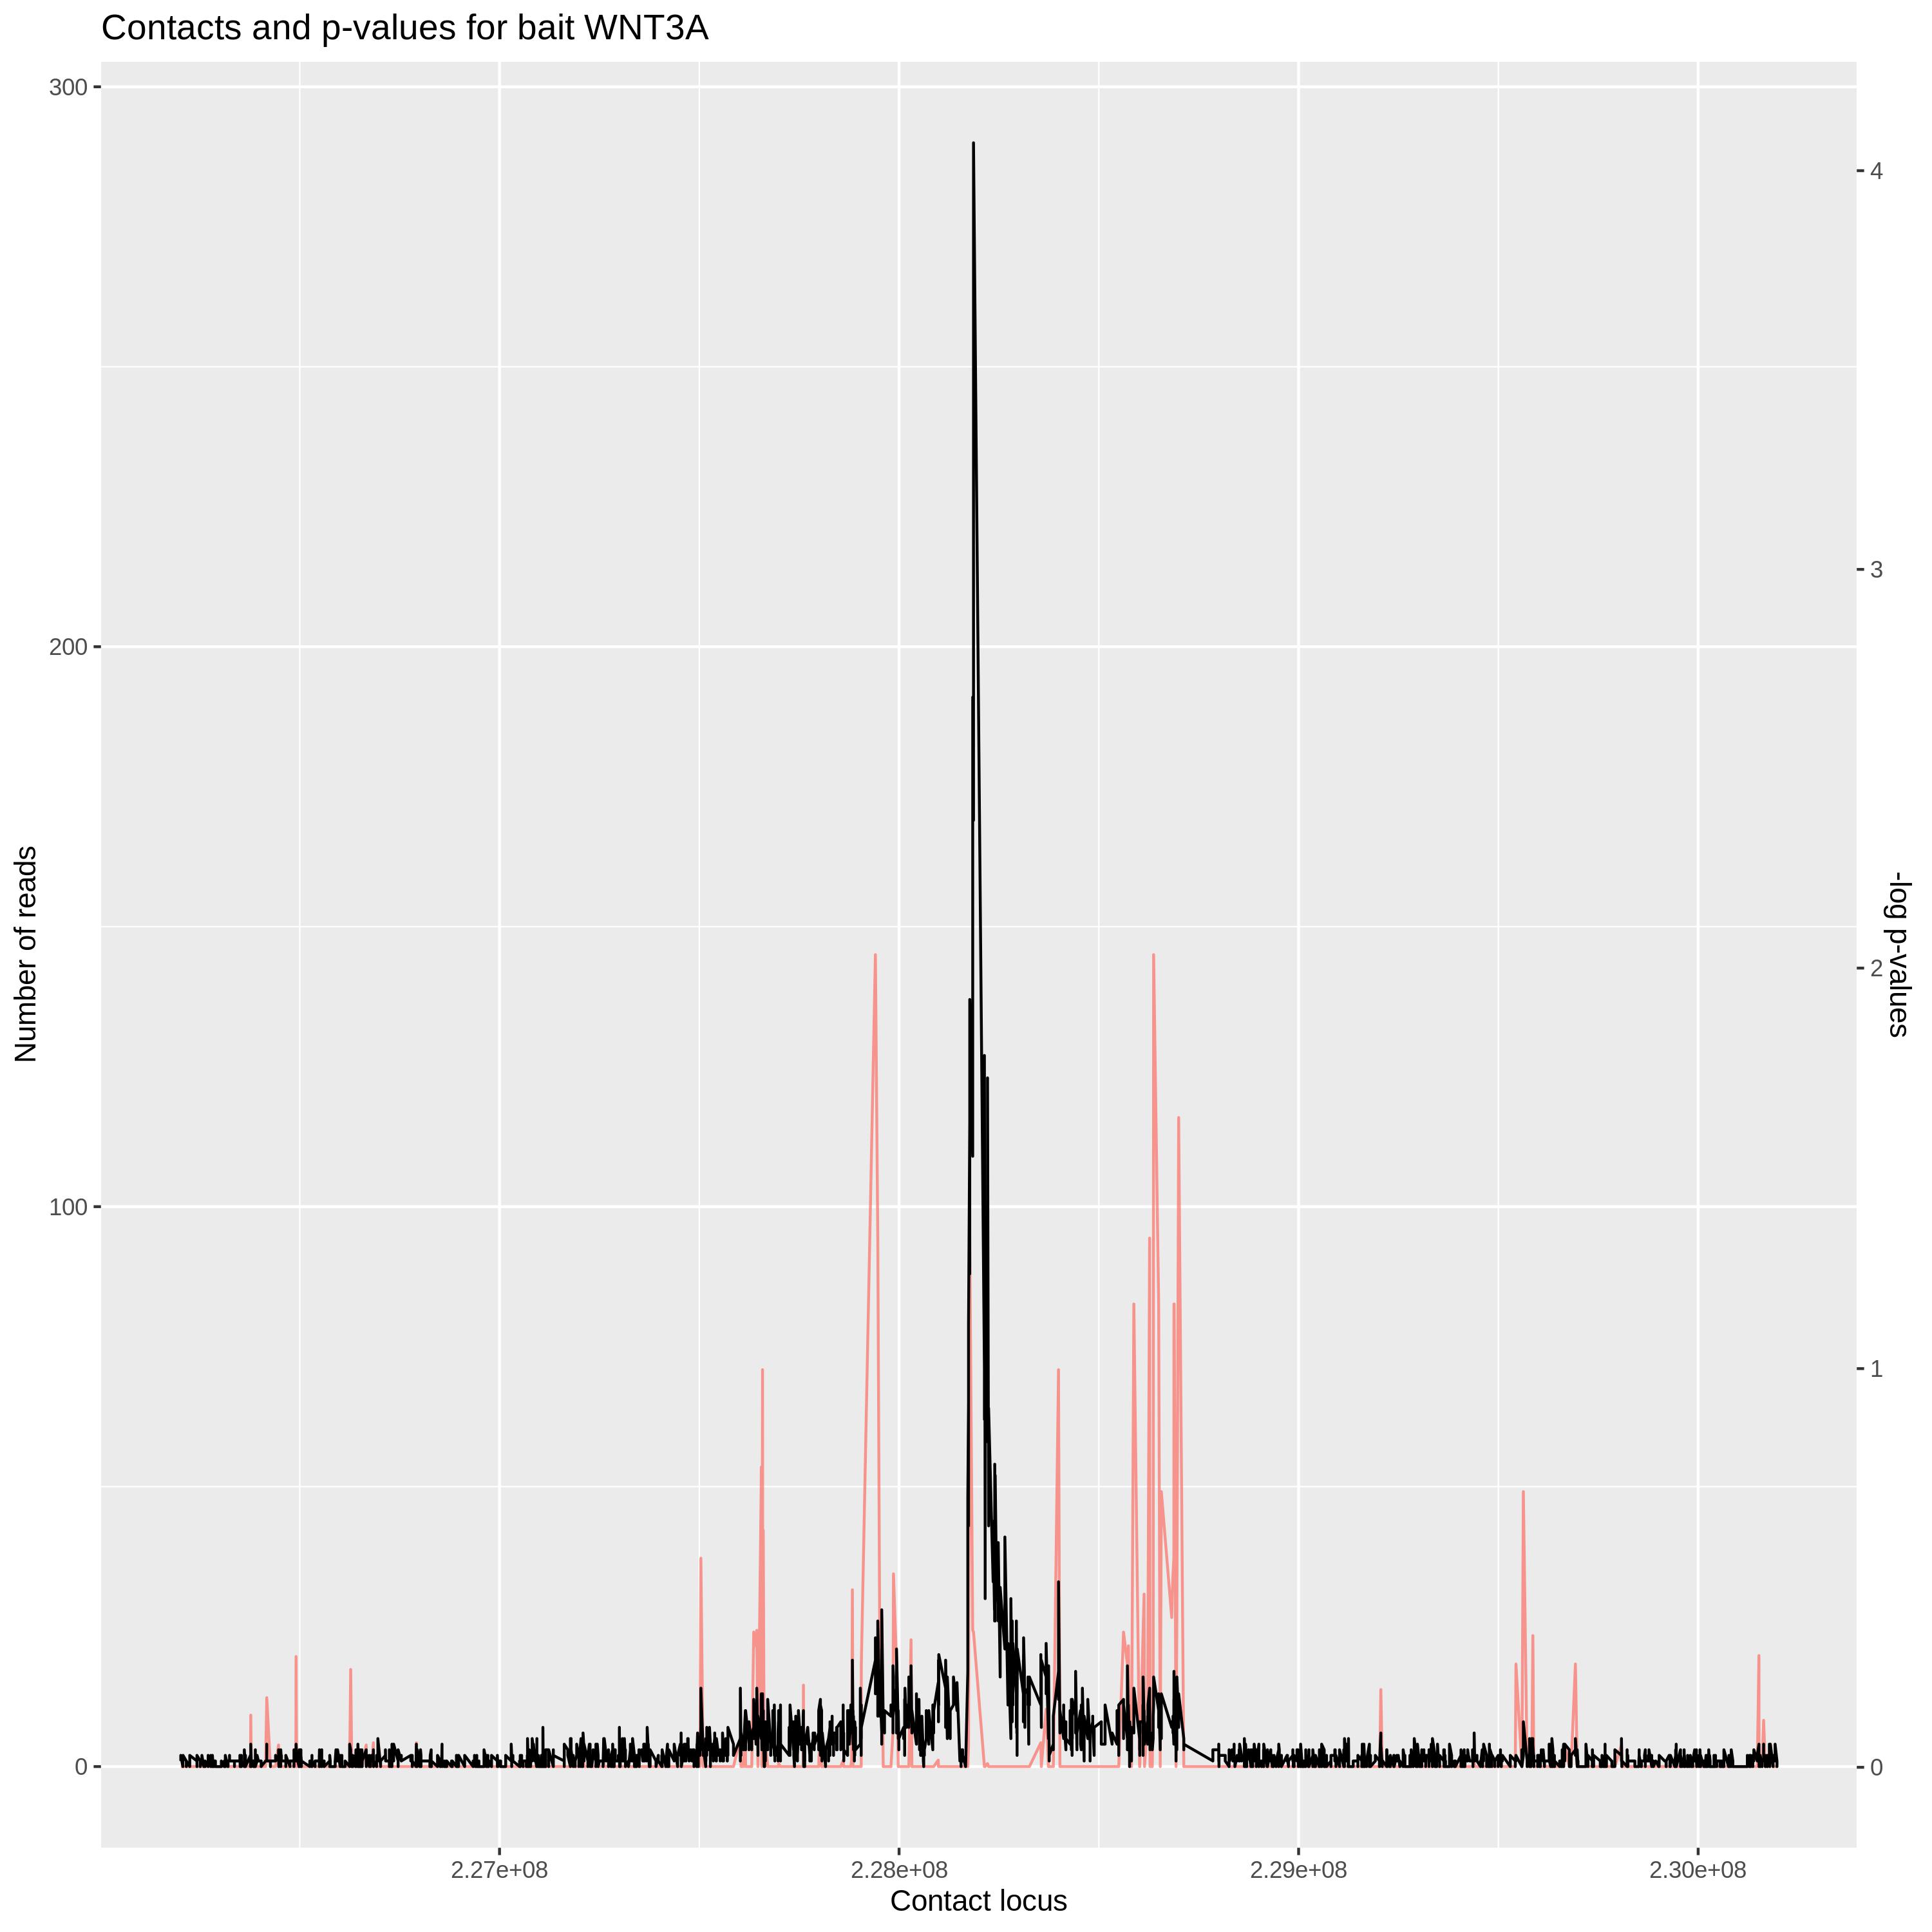 Contacts and p-values for bait WNT3A
300
200
100
0
Number of reads
4
3
2
1
0
-log p-values
2.27e+08
2.28e+08
2.29e+08
2.30e+08
Contact locus